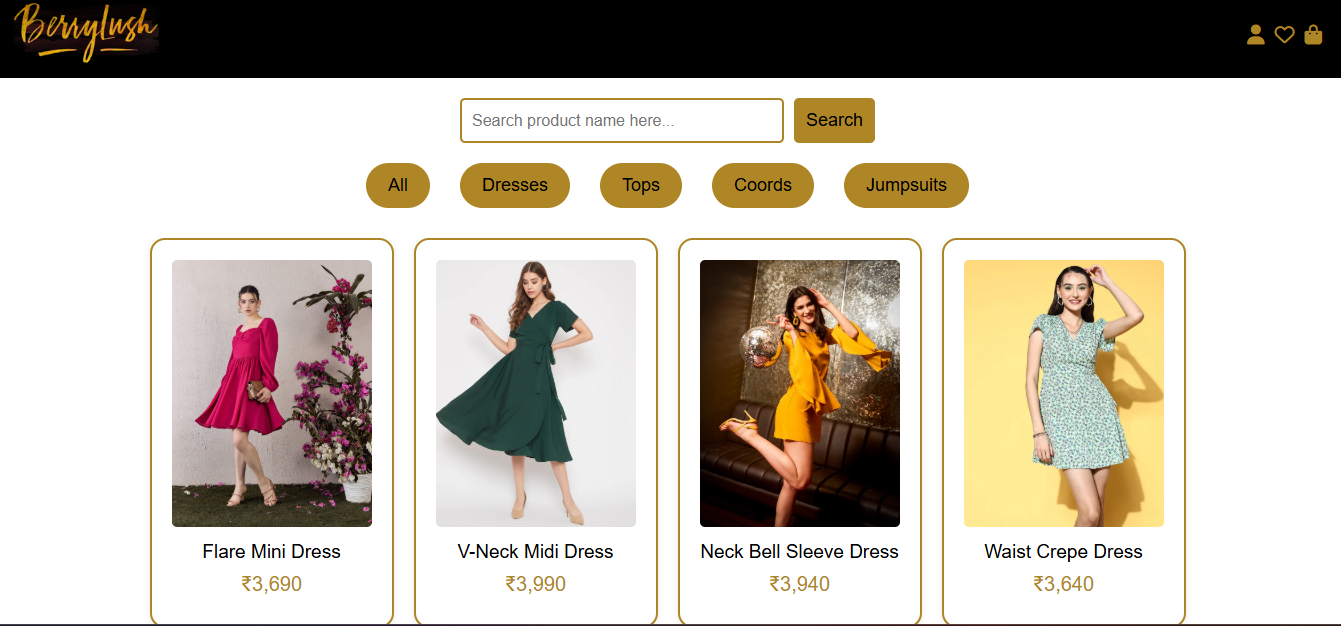 Berrylush
Search product name here...
Search
All
Dresses
Tops
Coords
Jumpsuits
Flare Mini Dress
V-Neck Midi Dress
Neck Bell Sleeve Dress
Waist Crepe Dress
₹3,690
₹3,990
₹3,940
₹3,640